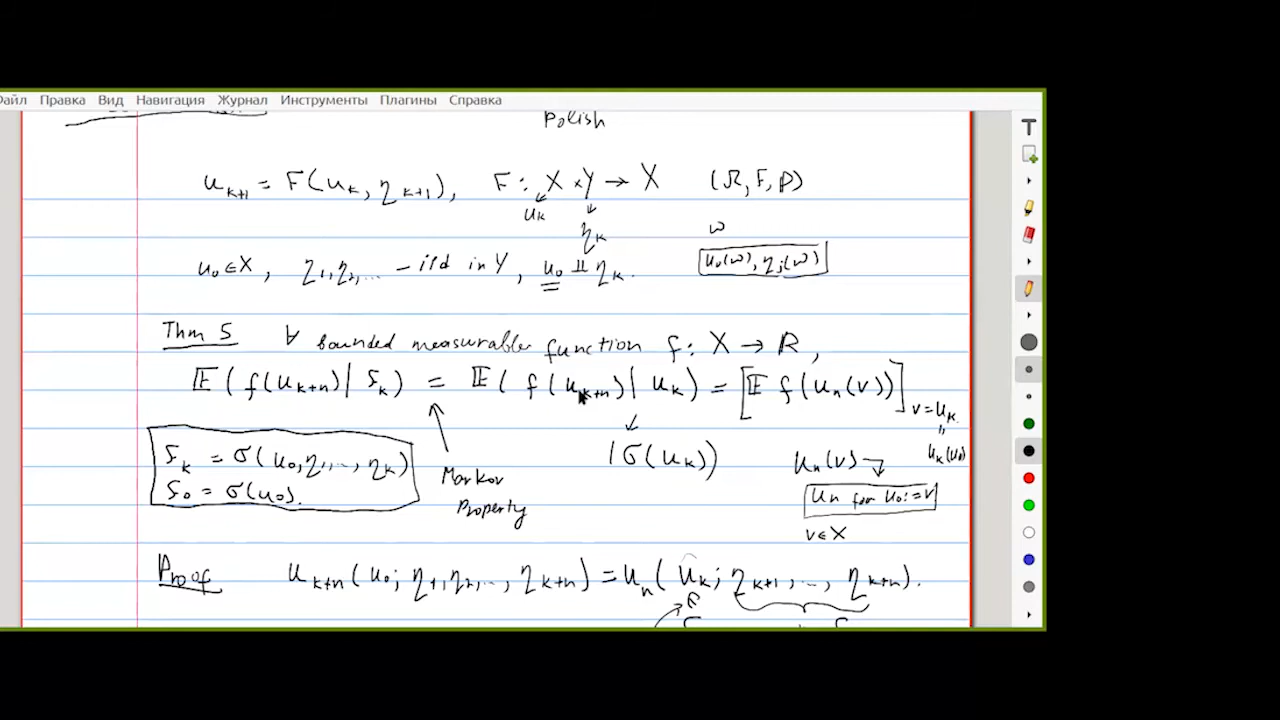 Файл Правка Вид Навигация Журнал Инструменты Плагины Справка
Polish
u_{k+1} = F(u_k, η_{k+1}), F: X × Y → X (Ω, F, P)
u_k
η_k
ω
u_0 ∈ X, η_1, η_2, ... - iid in Y, u_0 ⫫ η_k. u_0(ω), η_j(ω)
Thm 5 ∀ bounded measurable function f: X → R,
E(f(u_{k+n}) | F_k) = E(f(u_{k+n}) | u_k) = [E f(u_n(v))]_{v=u_k}
u_k(u_0)
F_k = σ(u_0, η_1, ..., η_k)
F_0 = σ(u_0).
Markov
Property
| σ(u_k))
u_n(v)
u_n for u_0 := v
v ∈ X
Proof u_{k+n}(u_0; η_1, η_2, ..., η_{k+n}) = u_n(u_k; η_{k+1}, ..., η_{k+n}).